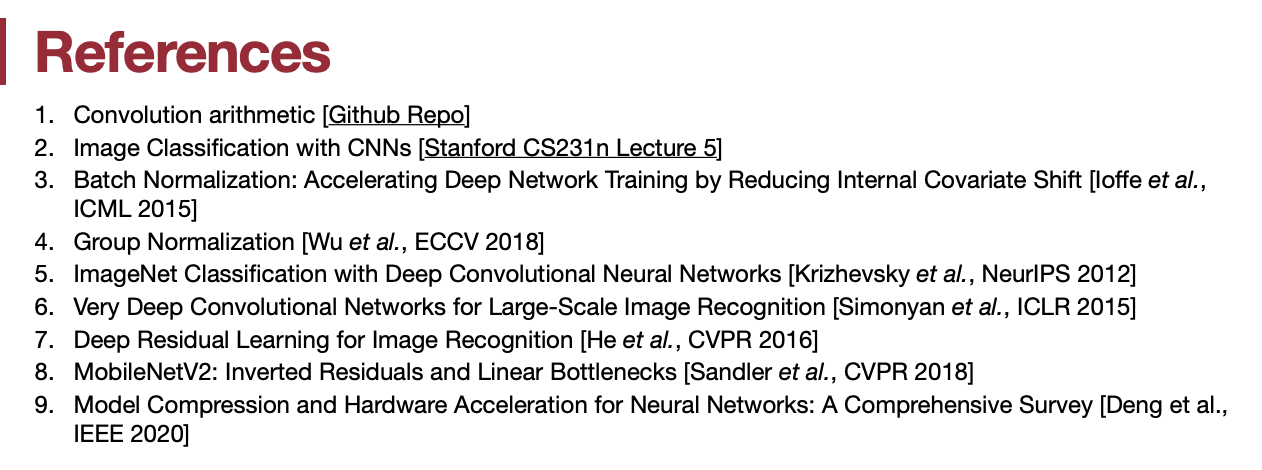 References
1. Convolution arithmetic [Github Repo]
2. Image Classification with CNNs [Stanford CS231n Lecture 5]
3. Batch Normalization: Accelerating Deep Network Training by Reducing Internal Covariate Shift [Ioffe et al.,
ICML 2015]
4. Group Normalization [Wu et al., ECCV 2018]
5. ImageNet Classification with Deep Convolutional Neural Networks [Krizhevsky et al., NeurIPS 2012]
6. Very Deep Convolutional Networks for Large-Scale Image Recognition [Simonyan et al., ICLR 2015]
7. Deep Residual Learning for Image Recognition [He et al., CVPR 2016]
8. MobileNetV2: Inverted Residuals and Linear Bottlenecks [Sandler et al., CVPR 2018]
9. Model Compression and Hardware Acceleration for Neural Networks: A Comprehensive Survey [Deng et al.,
IEEE 2020]